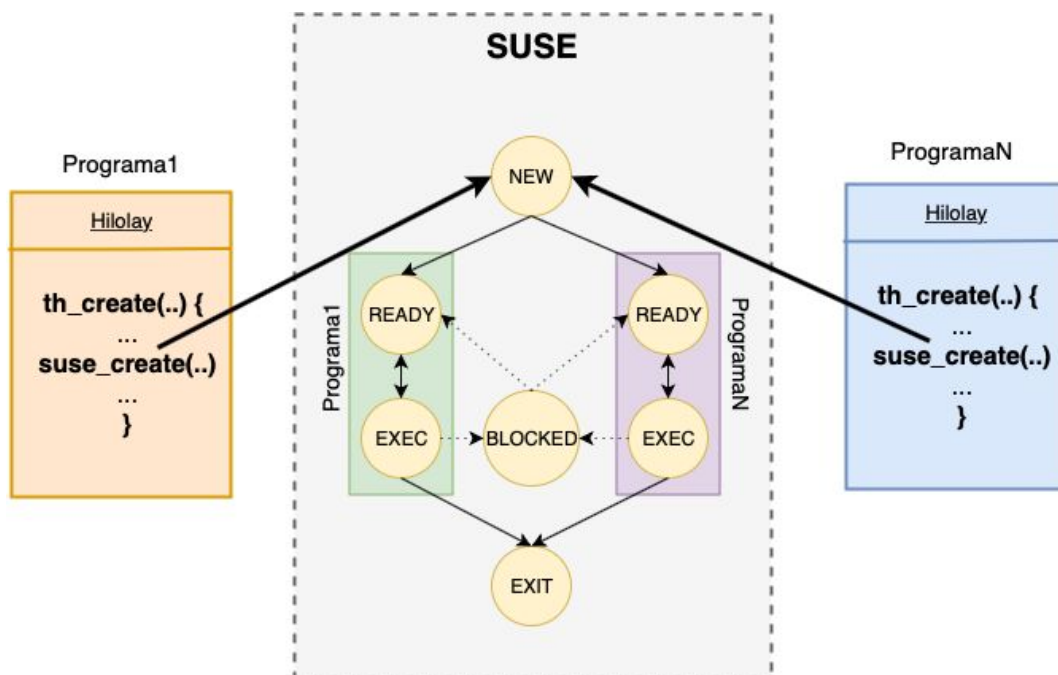 SUSE
Programa1
ProgramaN
NEW
Hilolay
Hilolay
th_create(..) {
...
suse_create(..)
...
}
Programa1
READY
EXEC
BLOCKED
READY
EXEC
ProgramaN
th_create(..) {
...
suse_create(..)
...
}
EXIT